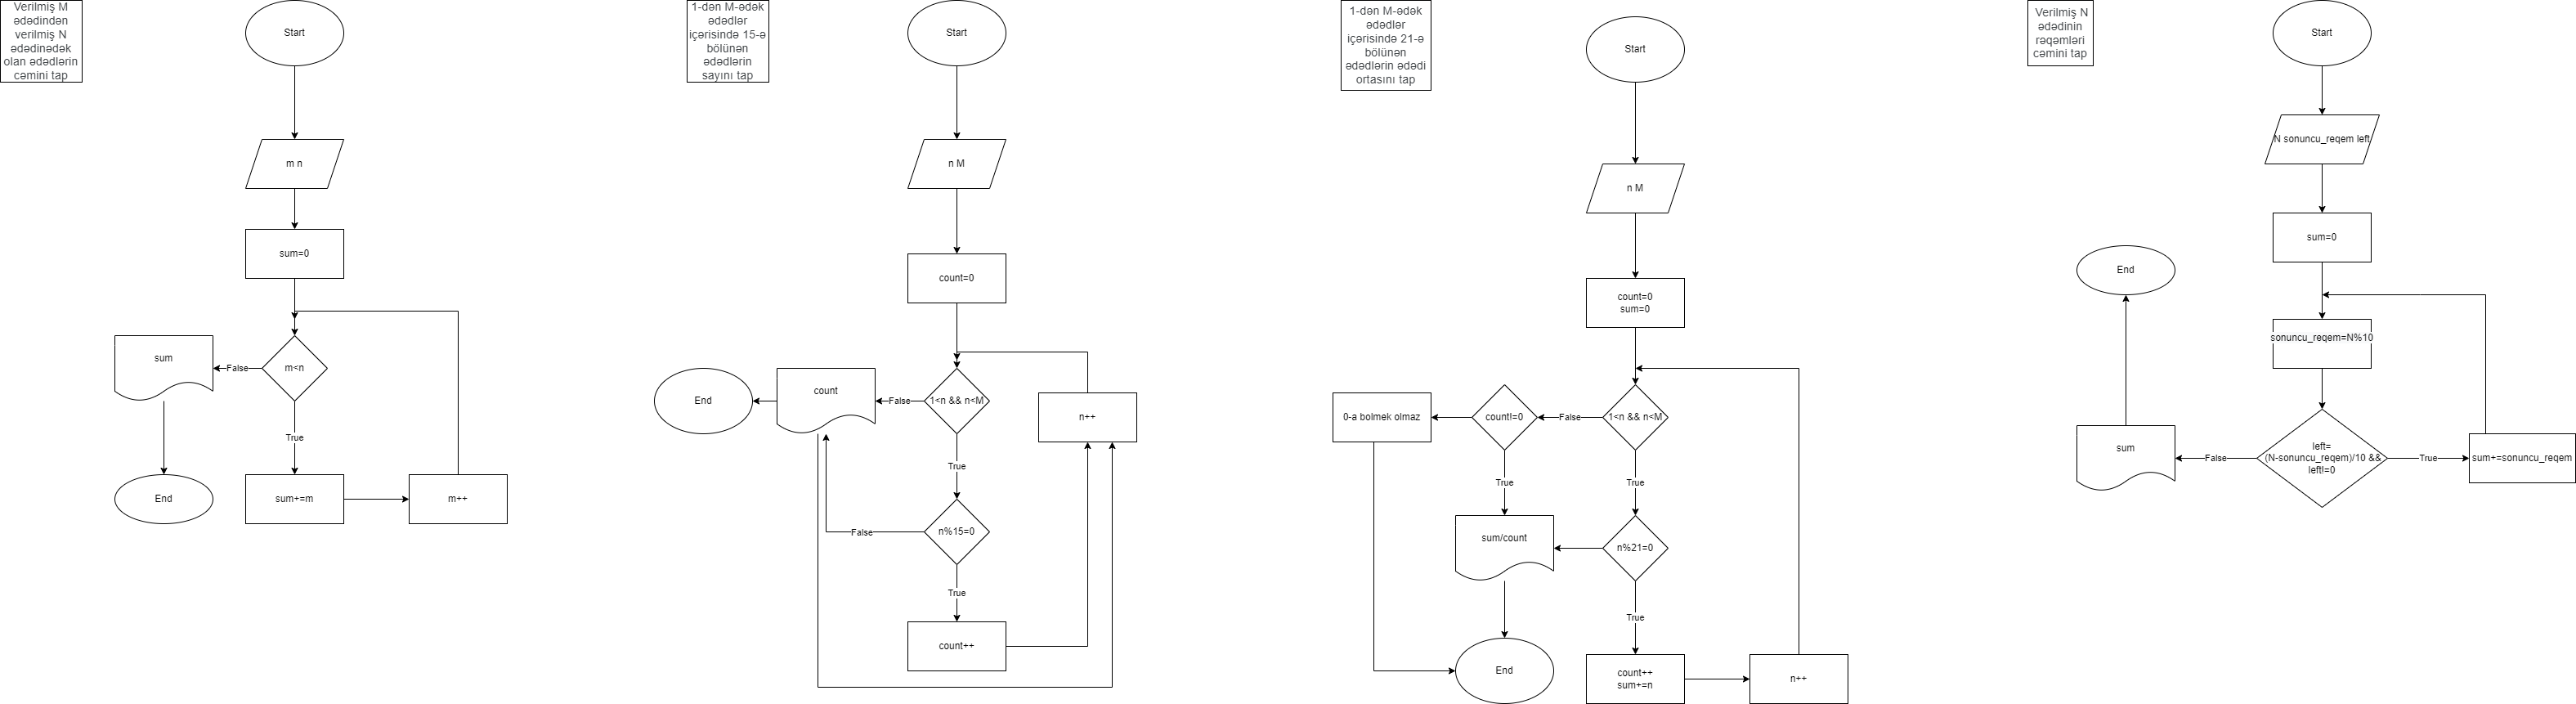 Verilmiş M
ədədindən
verilmiş N
ədədinədək
olan ədədlərin
cəmini tap
Start
m n
sum=0
m<n
False
sum
End
True
sum+=m
m++
1-dən M-ədək
ədədlər
içərisində 15-ə
bölünən
ədədlərin
sayını tap
Start
n M
count=0
1<n && n<M
False
count
End
n++
True
n%15=0
False
True
count++
1-dən M-ədək
ədədlər
içərisində 21-ə
bölünən
ədədlərin ədədi
ortasını tap
Start
n M
count=0
sum=0
1<n && n<M
False
count!=0
0-a bolmek olmaz
True
True
sum/count
n%21=0
True
End
count++
sum+=n
n++
Verilmiş N
ədədinin
rəqəmləri
cəmini tap
Start
N sonuncu_reqem left
sum=0
End
sonuncu_reqem=N%10
left=
(N-sonuncu_reqem)/10 &&
left!=0
False
sum
True
sum+=sonuncu_reqem